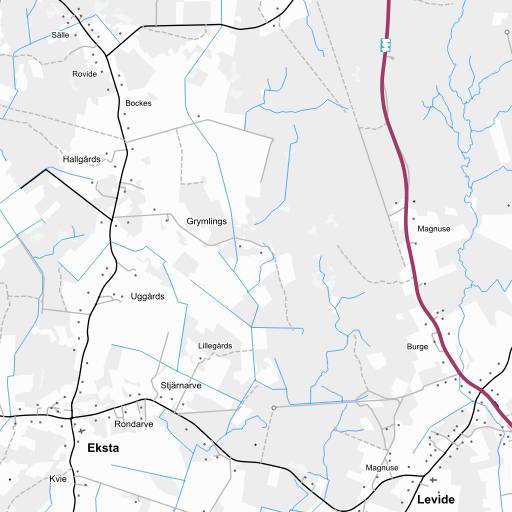 Sälle
Rovide
Bockes
Hallgårds
Grymlings
Magnuse
Uggårds
Lillegårds
Burge
Stjärnarve
Rondarve
Eksta
Magnuse
Kvie
Levide